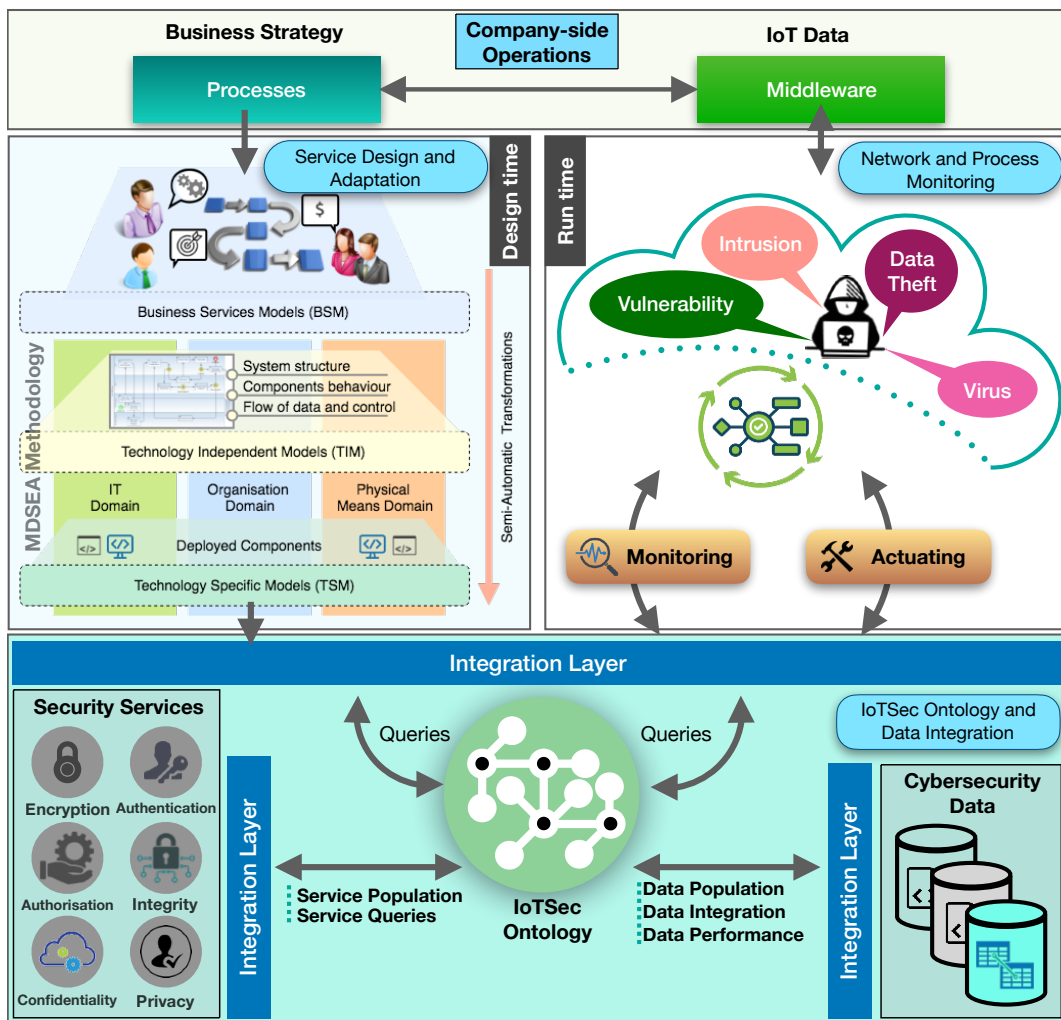 Business Strategy
Company-side
Operations
IoT Data
Processes
Middleware
Service Design and
Adaptation
Design time
$
Business Services Models (BSM)
System structure
Components behaviour
Flow of data and control
Technology Independent Models (TIM)
MDSEA Methodology
IT
Domain
Organisation
Domain
Physical
Means Domain
</>
</>
Deployed Components
</>
</>
Technology Specific Models (TSM)
Semi-Automatic Transformations
Run time
Network and Process
Monitoring
Intrusion
Data
Theft
Vulnerability
Virus
Monitoring
Actuating
Integration Layer
Security Services
Encryption
Authentication
Authorisation
Integrity
Confidentiality
Privacy
Integration Layer
Queries
Queries
Service Population
Service Queries
IoTSec
Ontology
Data Population
Data Integration
Data Performance
IoTSec Ontology and
Data Integration
Integration Layer
Cybersecurity
Data